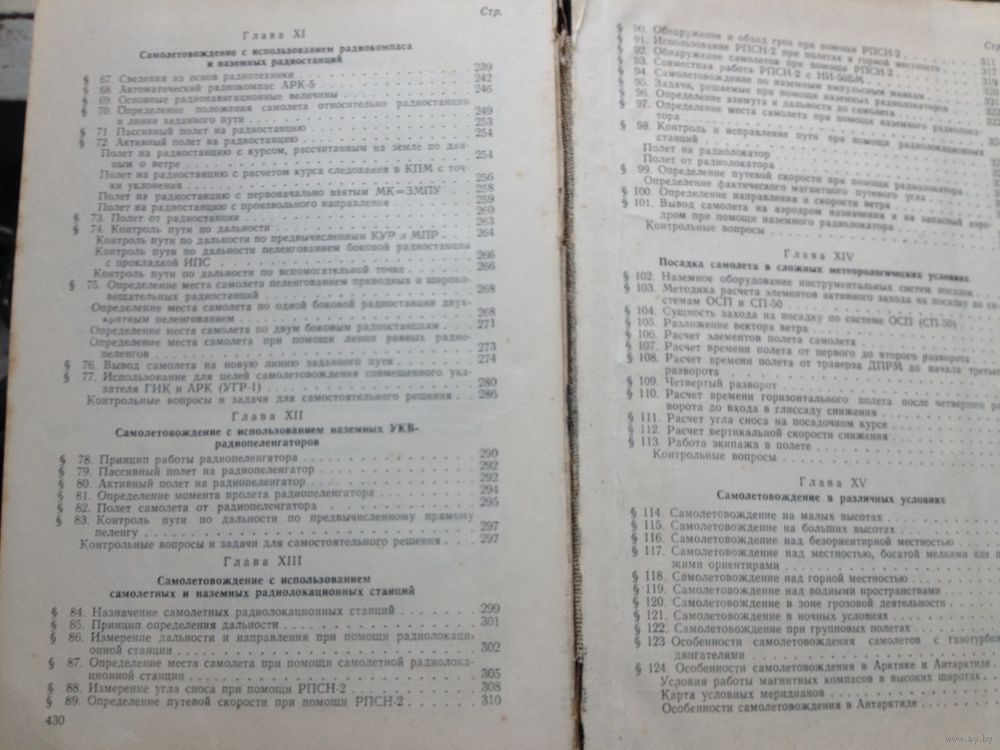 Стр.
Глава XI
Самолетовождение с использованием радиокомпаса
и наземных радиостанций
§ 67. Сведения из основ радиотехники . . . 239
§ 68. Автоматический радиокомпас АРК-5 . . . 242
§ 69. Основные радионавигационные величины . . . 246
§ 70. Определение положения самолета относительно радиостанции
и линии заданного пути . . . 249
§ 71. Пассивный полет на радиостанцию . . . 253
§ 72 Активный полет на радиостанцию . . . 254
Полет на радиостанцию с курсом, рассчитанным на земле по дан-
ным о ветре . . . 254
Полет на радиостанцию с расчетом курса следования в КПМ с точ-
ки уклонения . . . 256
Полет на радиостанцию с первоначально взятым МК=ЗМПУ . . . 258
Полет на радиостанцию с произвольного направления . . . 259
§ 73. Полет от радиостанции . . . 260
§ 74. Контроль пути по дальности . . . 263
Контроль пути по дальности по предвычисленным КУР и МПР . . . 264
Контроль пути по дальности пеленгованием боковой радиостанции
с прокладкой ИПС . . . 266
Контроль пути по дальности по вспомогательной точке . . . 266
§ 75. Определение места самолета пеленгованием приводных и широко-
вещательных радиостанций . . . 268
Определение места самолета по одной боковой радиостанции двух-
кратным пеленгованием . . . 268
Определение места самолета по двум боковым радиостанциям . . . 271
Определение места самолета при помощи линии равных радио-
пеленгов . . . 273
§ 76. Вывод самолета на новую линию заданного пути . . . 274
§ 77. Использование для целей самолетовождения совмещенного ука-
зателя ГИК и АРК (УГР-1) . . . 280
Контрольные вопросы и задачи для самостоятельного решения . . . 286
Глава XII
Самолетовождение с использованием наземных УКВ-
радиопеленгаторов
§ 78. Принцип работы радиопеленгатора . . . 290
§ 79. Пассивный полет на радиопеленгатор . . . 292
§ 80. Активный полет на радиопеленгатор . . . 292
§ 81. Определение момента пролета радиопеленгатора . . . 294
§ 82. Полет самолета от радиопеленгатора . . . 295
§ 83. Контроль пути по дальности по предвычисленному прямому
пеленгу . . . 297
Контрольные вопросы и задачи для самостоятельного решения . . . 297
Глава XIII
Самолетовождение с использованием
самолетных и наземных радиолокационных станций
§ 84. Назначение самолетных радиолокационных станций . . . 299
§ 85. Принцип определения дальности . . . 301
§ 86. Измерение дальности и направления при помощи радиолокаци-
онной станции . . . 302
§ 87. Определение места самолета при помощи самолетной радиолока-
ционной станции . . . 305
§ 88. Измерение угла сноса при помощи РПСН-2 . . . 308
§ 89. Определение путевой скорости при помощи РПСН-2 . . . 310
430
§ 90. Обнаружение и обход гроз при помощи РПСН-2 . . . 311
§ 91. Использование РПСН-2 при полетах в горной местности
§ 92. Обнаружение самолетов при помощи РПСН-2
§ 93. Совместная работа РПСН-2 с НИ-50БМ
§ 94. Самолетовождение по наземным импульсным маякам
§ 95. Задачи, решаемые при помощи наземных радиолокаторов
§ 96. Определение азимута и дальности до самолета
§ 97. Определение места самолета при помощи наземного радиолока-
тора
§ 98. Контроль и исправление пути при помощи радиолокационных
станций
Полет на радиолокатор
Полет от радиолокатора
§ 99. Определение путевой скорости при помощи радиолокатора
Определение фактического магнитного путевого угла
§ 100. Определение направления и скорости ветра
§ 101. Вывод самолета на аэродром назначения и на запасный аэро-
дром при помощи наземного радиолокатора
Контрольные вопросы
Глава XIV
Посадка самолета в сложных метеорологических условиях
§ 102. Наземное оборудование инструментальных систем посадки
§ 103. Методика расчета элементов активного захода на посадку по си-
стемам ОСП и СП-50
§ 104. Сущность захода на посадку по системе ОСП (СП-50)
§ 105. Разложение вектора ветра
§ 106. Расчет элементов полета самолета
§ 107. Расчет времени полета от первого до второго разворота
§ 108. Расчет времени полета от траверза ДПРМ до начала третьего
разворота
§ 109. Четвертый разворот
§ 110. Расчет времени горизонтального полета после четвертого раз-
ворота до входа в глиссаду снижения
§ 111. Расчет угла сноса на посадочном курсе
§ 112. Расчет вертикальной скорости снижения
§ 113. Работа экипажа в полете
Контрольные вопросы
Глава XV
Самолетовождение в различных условиях
§ 114. Самолетовождение на малых высотах
§ 115. Самолетовождение на больших высотах
§ 116. Самолетовождение над безориентирной местностью
§ 117. Самолетовождение над местностью, богатой мелкими или
жими ориентирами
§ 118. Самолетовождение над горной местностью
§ 119. Самолетовождение над водными пространствами
§ 120. Самолетовождение в зоне грозовой деятельности
§ 121. Самолетовождение в ночных условиях
§ 122. Самолетовождение при групповых полетах
§ 123 Особенности самолетовождения самолетов с газотурбин
двигателями
§ 124. Особенности самолетовождения в Арктике и Антарктиде
Условия работы магнитных компасов в высоких широтах
Карта условных меридианов
Особенности самолетовождения в Антарктиде
www.ay.by